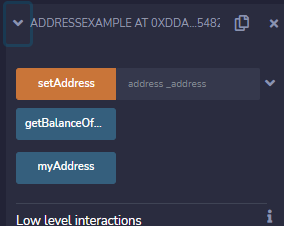 ADDRESSEXAMPLE AT 0XDDA...5482
setAddress address _address
getBalanceOf...
myAddress
Low level interactions